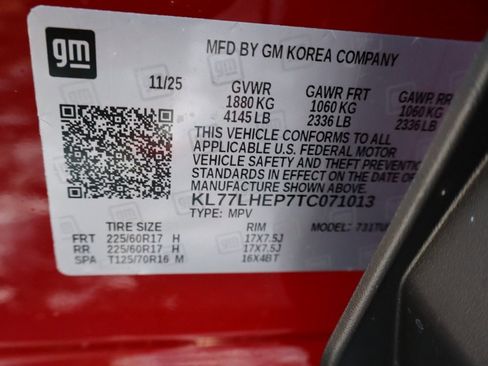 gm
MFD BY GM KOREA COMPANY
11/25 GVWR GAWR FRT GAWR RR
1880 KG 1060 KG 1060 KG
4145 LB 2336 LB 2336 LB
THIS VEHICLE CONFORMS TO ALL
APPLICABLE U.S. FEDERAL MOTOR
VEHICLE SAFETY AND THEFT PREVENTIO
STANDARDS IN EFFECT ON THE DATE O
MANUFACTURE SHOWN ABOVE.
KL77LHEP7TC071013
TYPE: MPV
TIRE SIZE RIM
FRT 225/60R17 H 17X7.5J
RR 225/60R17 H 17X7.5J
SPA T125/70R16 M 16X4BT